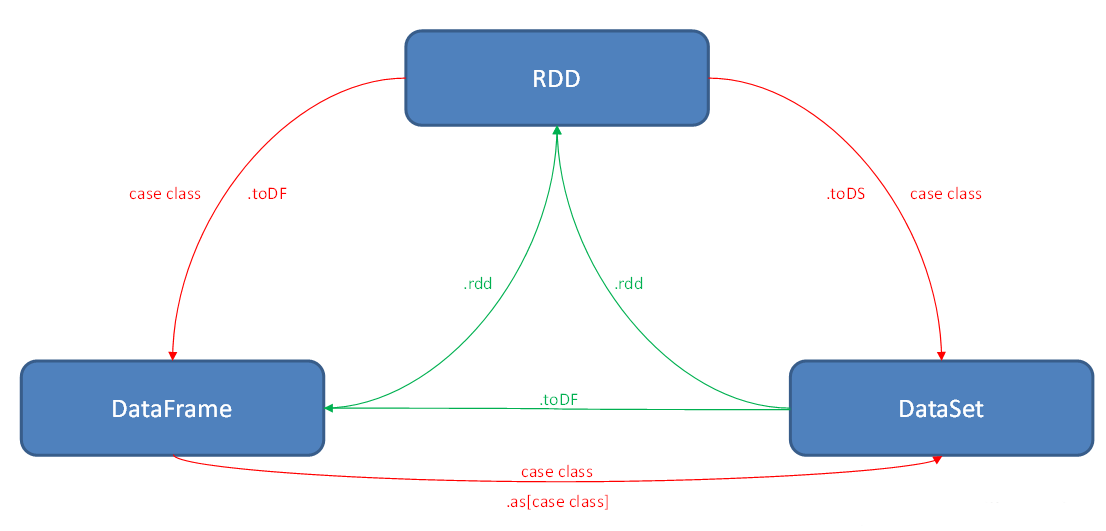 RDD
case class
.toDF
.toDS
case class
.rdd
.rdd
DataFrame
.toDF
DataSet
case class
.as[case class]